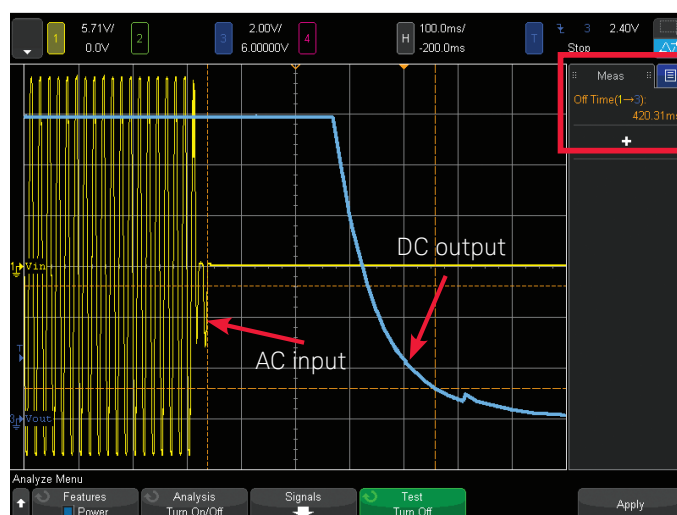 1 5.71V/ 0.0V
2
3 2.00V/ 6.00000V
4
H 100.0ms/ -200.0ms
T 3 2.40V
Stop
Meas
Off Time(1→3):
420.31ms
+
DC output
1 Vin
AC input
T
3 Vout
Analyze Menu
Features
Power
Analysis
Turn On/Off
Signals
Test
Turn Off
Apply